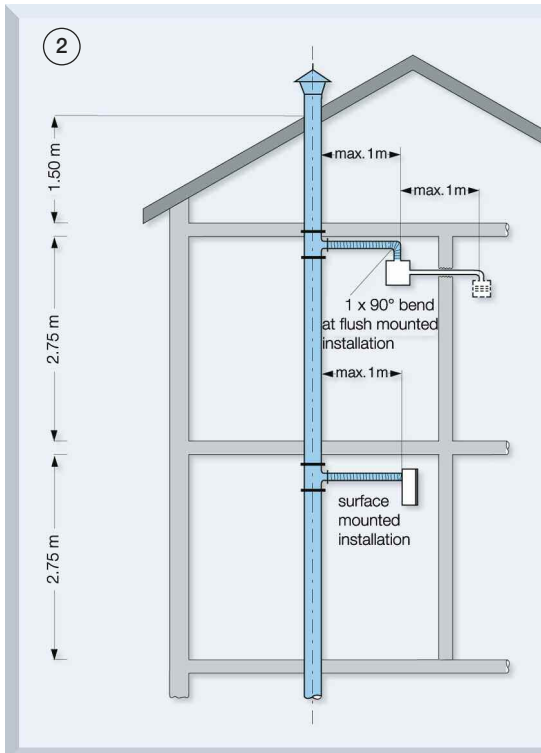 2
1.50 m
max. 1m
max. 1m
1 x 90° bend
at flush mounted
installation
2.75 m
max. 1m
surface
mounted
installation
2.75 m